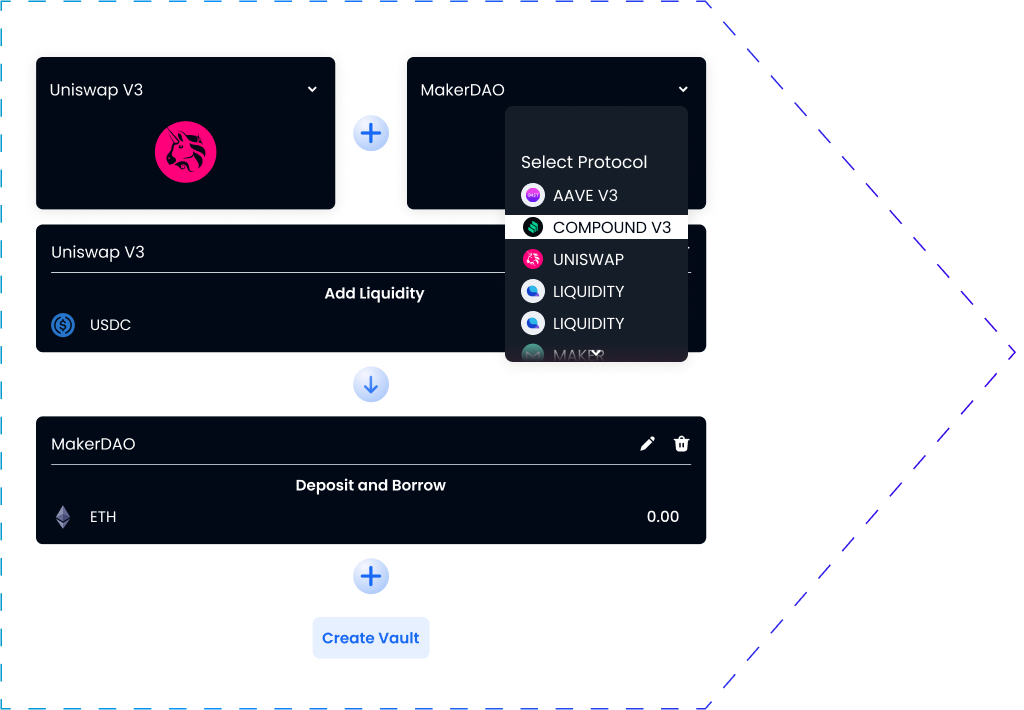 Uniswap V3
MakerDAO
Select Protocol
AAVE V3
COMPOUND V3
UNISWAP
LIQUIDITY
LIQUIDITY
MAKER
Uniswap V3
Add Liquidity
USDC
MakerDAO
Deposit and Borrow
ETH
0.00
Create Vault